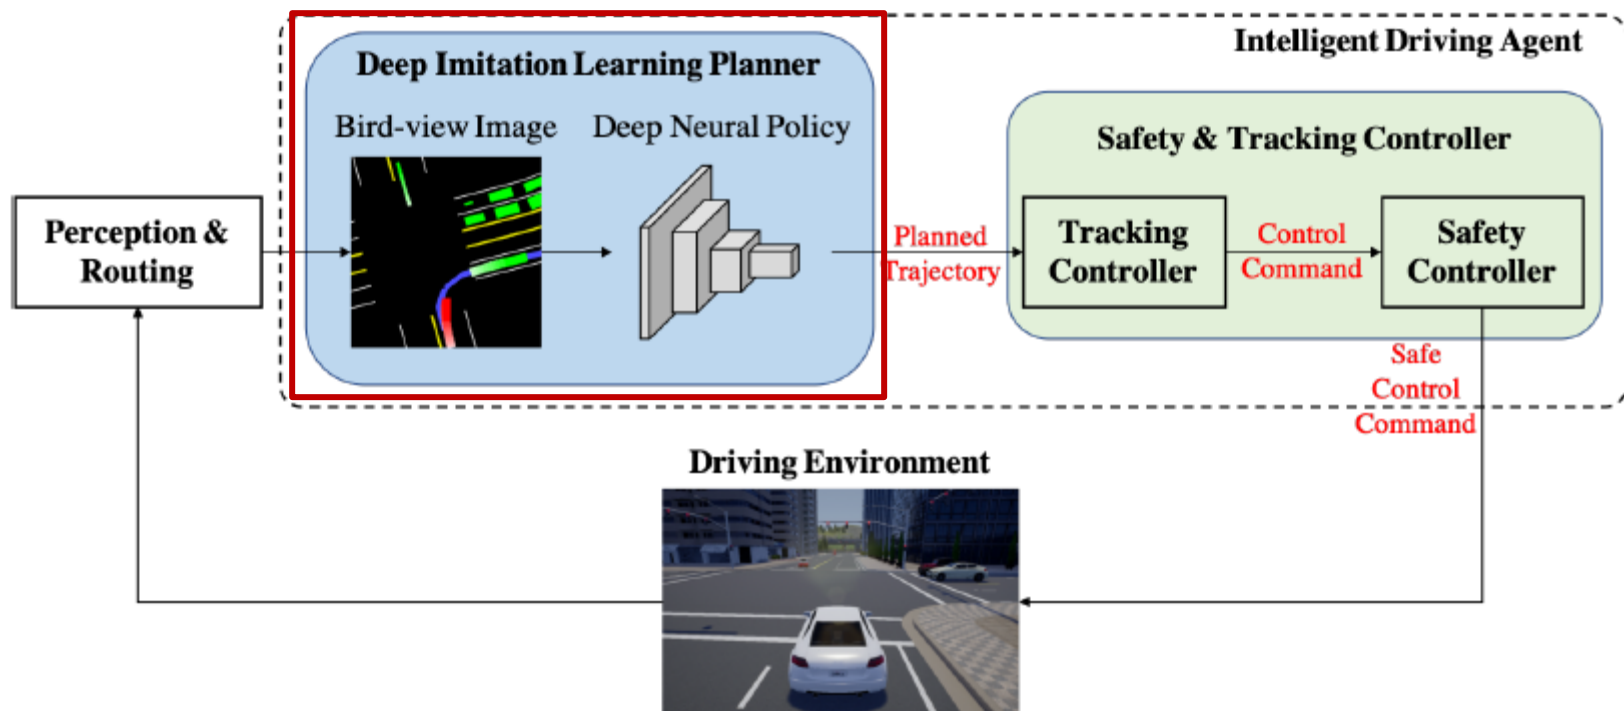 Intelligent Driving Agent
Deep Imitation Learning Planner
Bird-view Image
Deep Neural Policy
Safety & Tracking Controller
Perception &
Routing
Planned
Trajectory
Tracking
Controller
Control
Command
Safety
Controller
Safe
Control
Command
Driving Environment